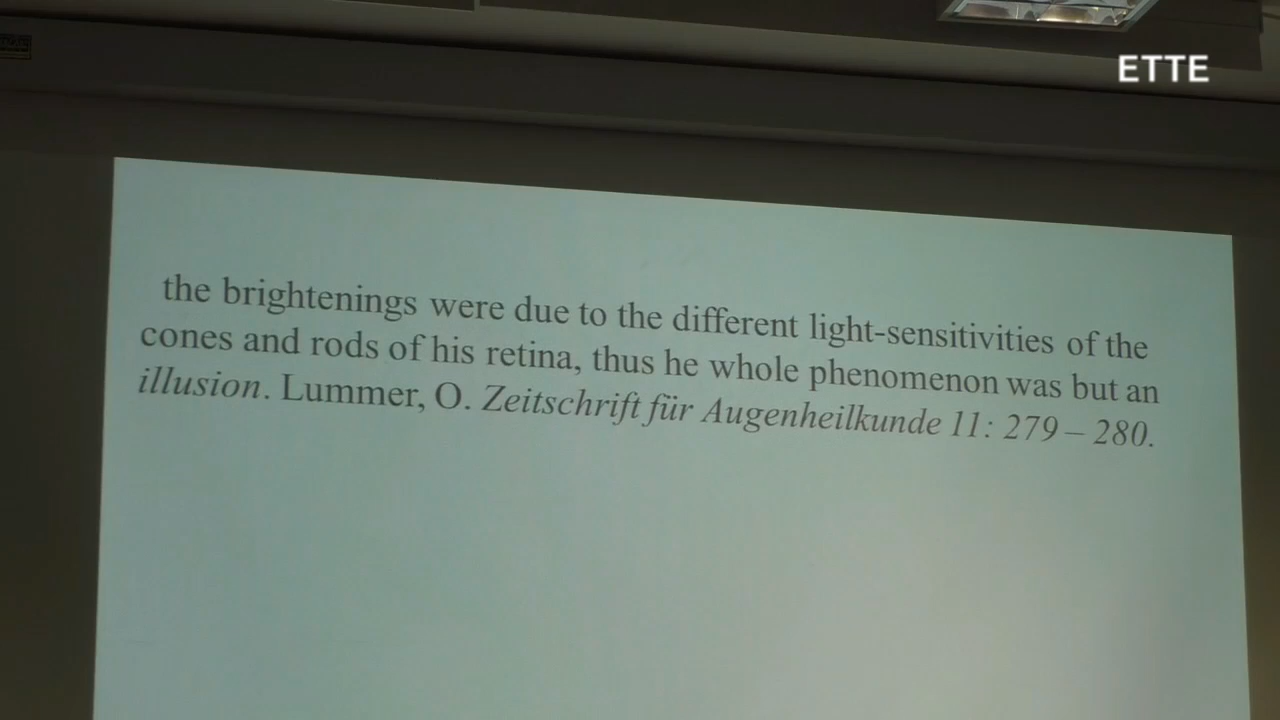 ETTE
the brightenings were due to the different light-sensitivities of the
cones and rods of his retina, thus he whole phenomenon was but an
illusion. Lummer, O. Zeitschrift für Augenheilkunde 11: 279 – 280.